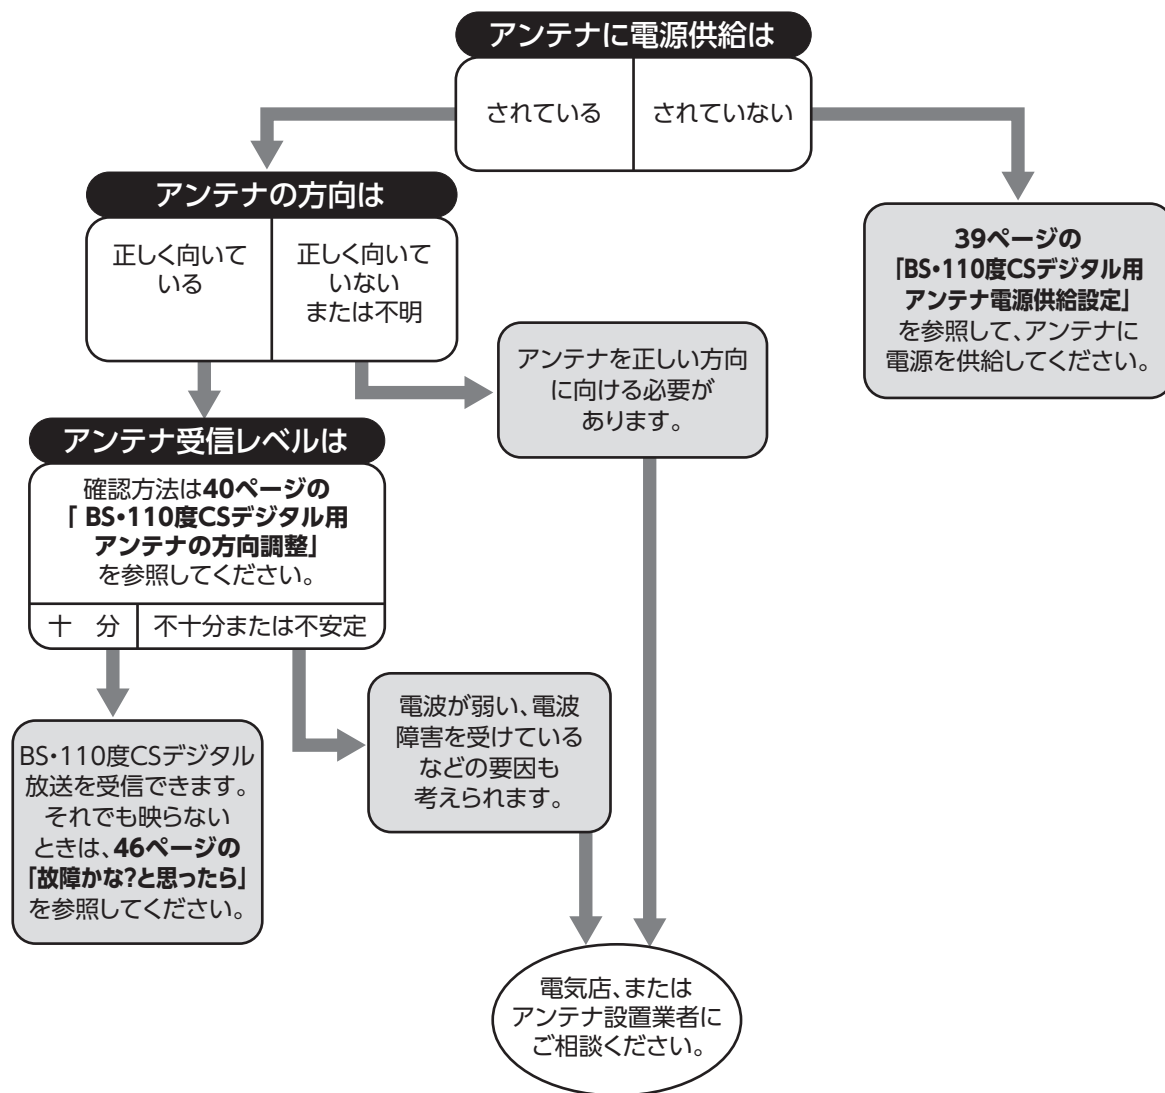 アンテナに電源供給は
されている
されていない
アンテナの方向は
正しく向いて
いる
正しく向いて
いない
または不明
39ページの
「BS・110度CSデジタル用
アンテナ電源供給設定」
を参照して、アンテナに
電源を供給してください。
アンテナを正しい方向
に向ける必要が
あります。
アンテナ受信レベルは
確認方法は40ページの
「 BS・110度CSデジタル用
アンテナの方向調整」
を参照してください。
十　分
不十分または不安定
電波が弱い、電波
障害を受けている
などの要因も
考えられます。
BS・110度CSデジタル
放送を受信できます。
それでも映らない
ときは、46ページの
「故障かな?と思ったら」
を参照してください。
電気店、または
アンテナ設置業者に
ご相談ください。